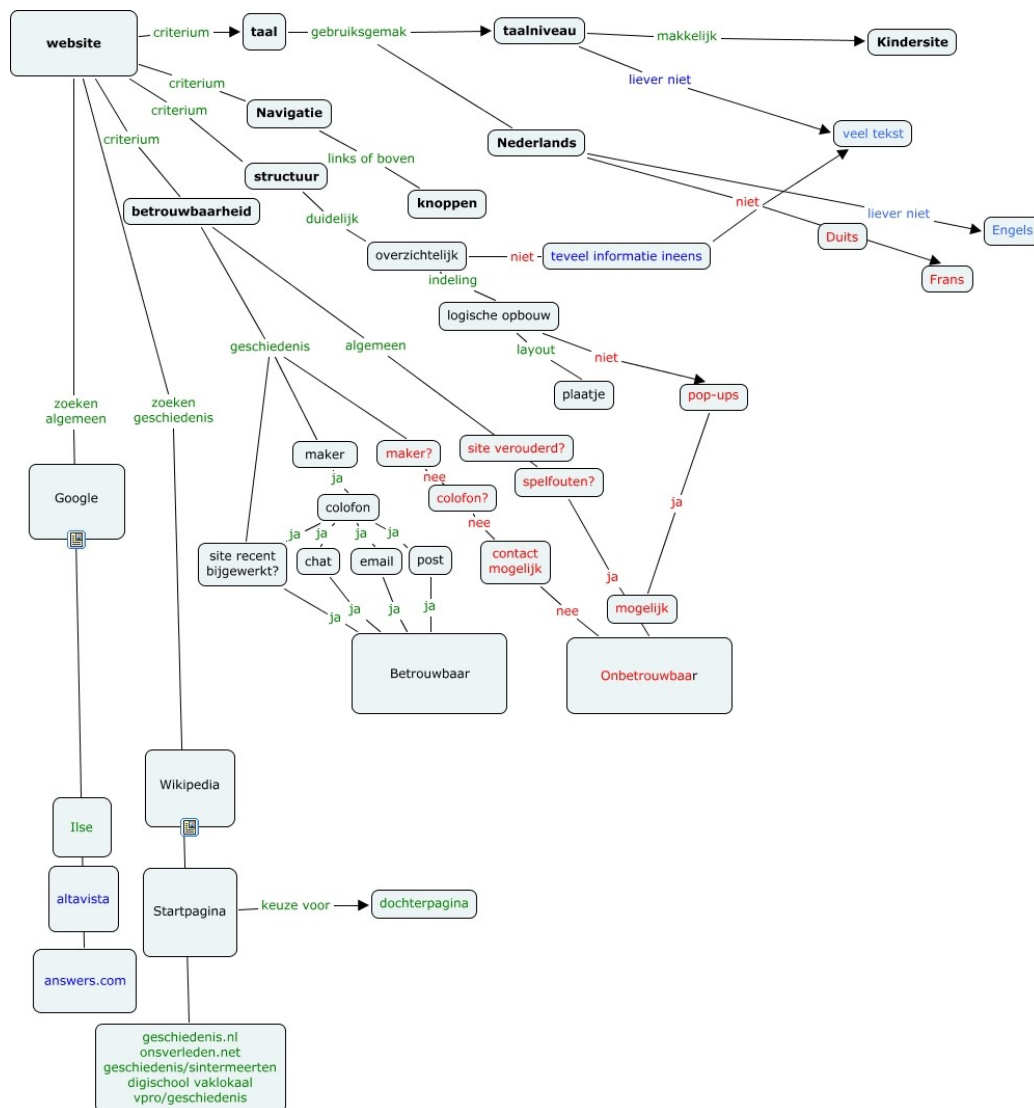 website
criterium
taal
gebruiksgemak
taalniveau
makkelijk
Kindersite
liever niet
criterium
Navigatie
criterium
criterium
Nederlands
veel tekst
links of boven
structuur
knoppen
betrouwbaarheid
niet
liever niet
duidelijk
Duits
Engels
overzichtelijk
niet
teveel informatie ineens
Frans
indeling
logische opbouw
geschiedenis
algemeen
layout
niet
plaatje
pop-ups
zoeken
algemeen
zoeken
geschiedenis
maker
maker?
site verouderd?
ja
nee
spelfouten?
Google
colofon
colofon?
ja
ja
ja
ja
ja
nee
site recent
bijgewerkt?
chat
email
post
contact
mogelijk
ja
ja
ja
ja
ja
nee
mogelijk
Betrouwbaar
Onbetrouwbaar
Wikipedia
Ilse
altavista
Startpagina
keuze voor
dochterpagina
answers.com
geschiedenis.nl
onsverleden.net
geschiedenis/sintermeerten
digischool vaklokaal
vpro/geschiedenis